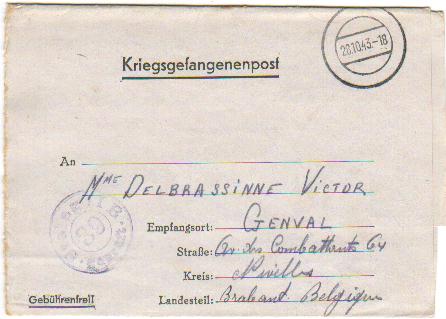 28.10.43.-18
Kriegsgefangenenpost
An
Mme DELBRASSINNE VICTOR
Empfangsort: GENVAL
Straße: Av. des Combattants 64
Kreis: Nivelles
Gebührenfrei! Landesteil: Brabant Belgique
39